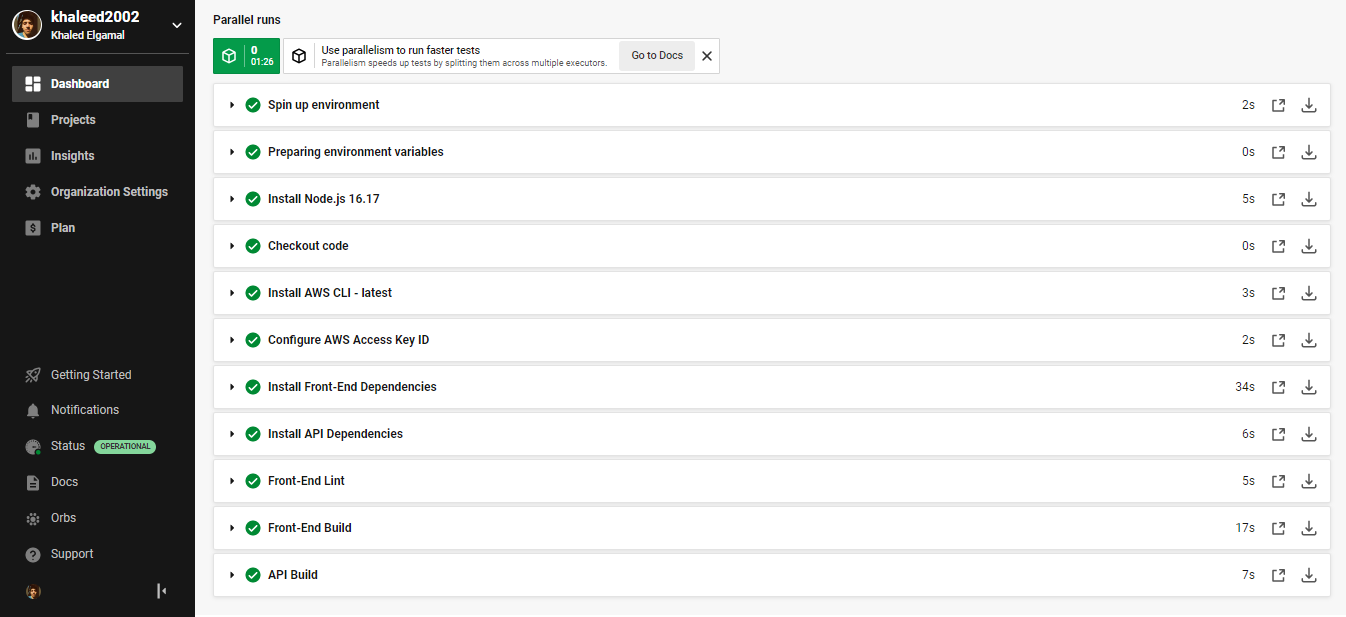 khaleed2002
Khaled Elgamal
Dashboard
Projects
Insights
Organization Settings
$ Plan
Getting Started
Notifications
Status OPERATIONAL
Docs
Orbs
? Support
Parallel runs
0
01:26
Use parallelism to run faster tests
Parallelism speeds up tests by splitting them across multiple executors.
Go to Docs
Spin up environment 2s
Preparing environment variables 0s
Install Node.js 16.17 5s
Checkout code 0s
Install AWS CLI - latest 3s
Configure AWS Access Key ID 2s
Install Front-End Dependencies 34s
Install API Dependencies 6s
Front-End Lint 5s
Front-End Build 17s
API Build 7s